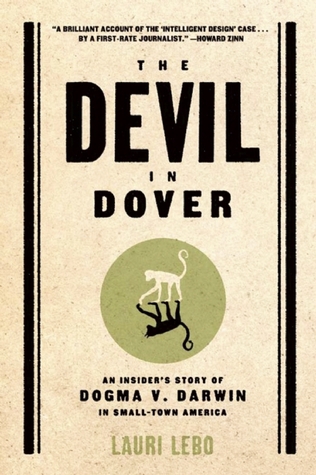 "A BRILLIANT ACCOUNT OF THE 'INTELLIGENT DESIGN' CASE . . .
BY A FIRST-RATE JOURNALIST." —HOWARD ZINN
THE
DEVIL
IN
DOVER
AN INSIDER'S STORY OF
DOGMA V. DARWIN
IN SMALL-TOWN AMERICA
LAURI LEBO